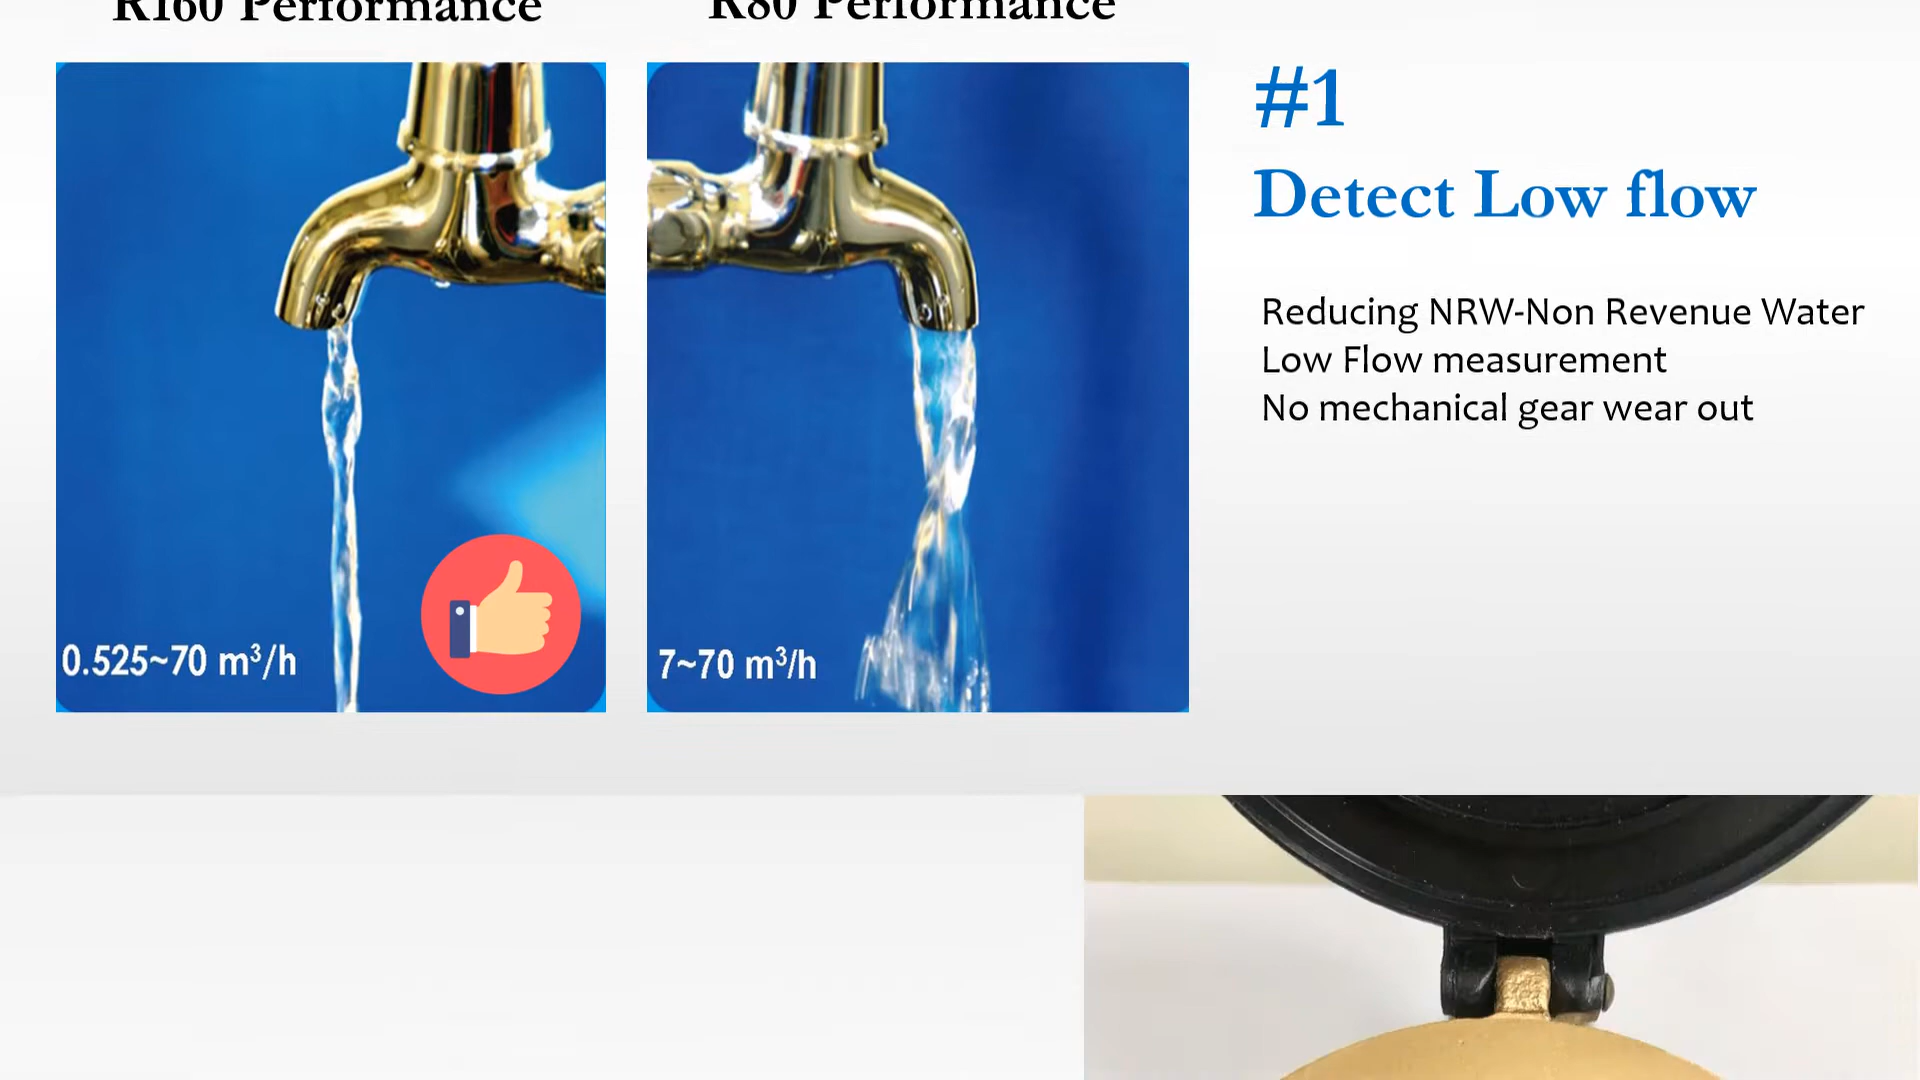 R160 Performance
R80 Performance
#1
Detect Low flow
Reducing NRW-Non Revenue Water
Low Flow measurement
No mechanical gear wear out
0.525~70 m³/h
7~70 m³/h